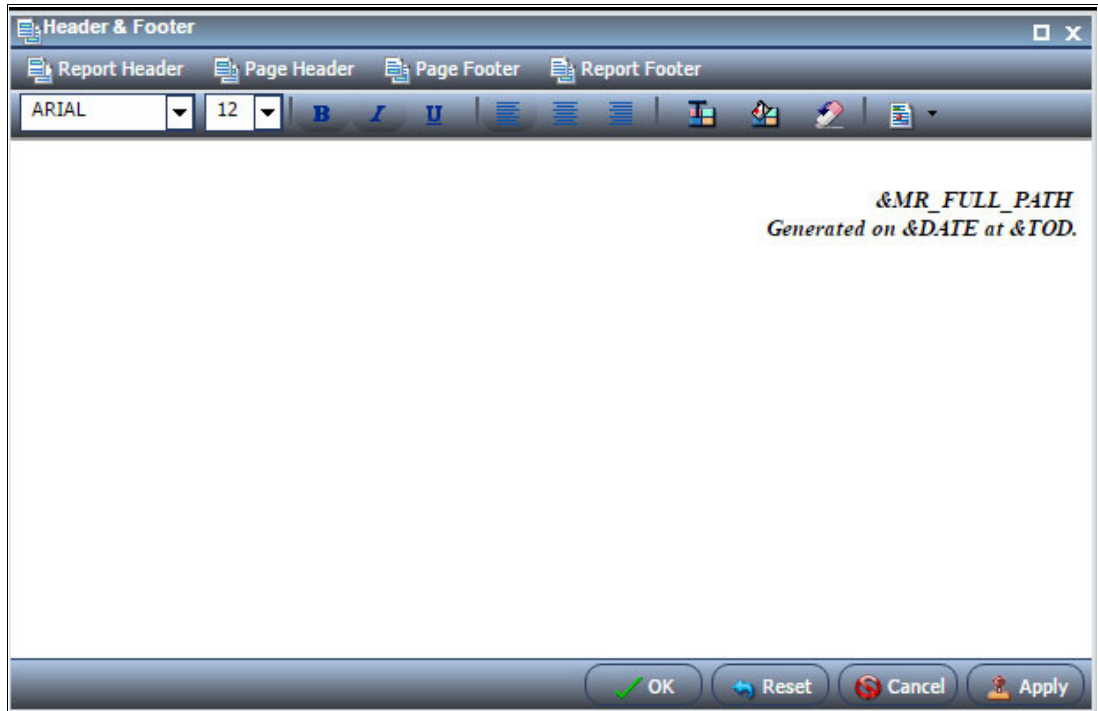 Header & Footer
Report Header Page Header Page Footer Report Footer
ARIAL 12 B I U
&MR_FULL_PATH
Generated on &DATE at &TOD.
OK Reset Cancel Apply